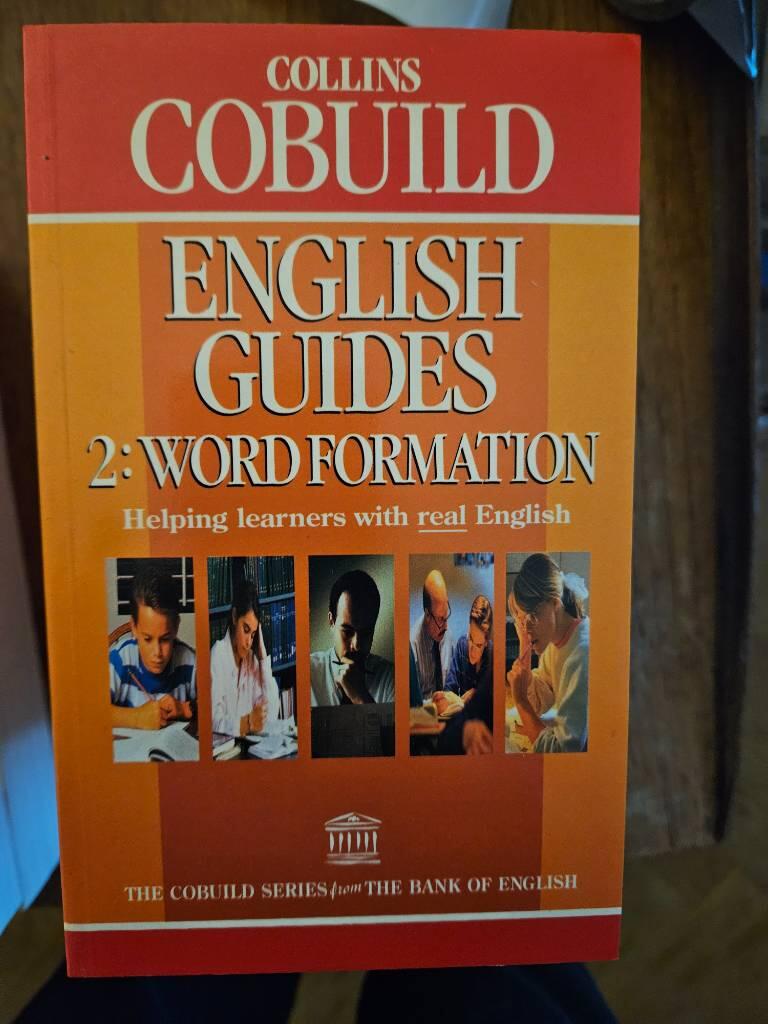 COLLINS
COBUILD
ENGLISH
GUIDES
2: WORD FORMATION
Helping learners with real English
THE COBUILD SERIES from THE BANK OF ENGLISH